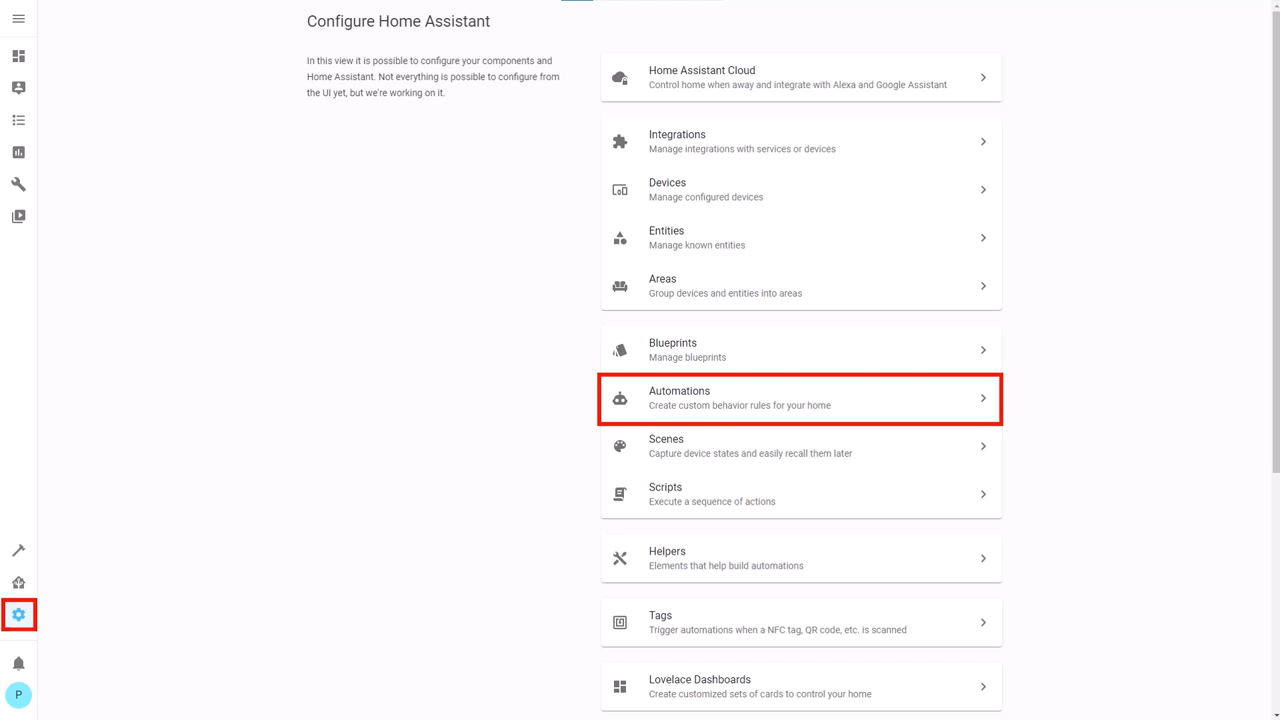 Configure Home Assistant
In this view it is possible to configure your components and
Home Assistant. Not everything is possible to configure from
the UI yet, but we're working on it.
Home Assistant Cloud
Control home when away and integrate with Alexa and Google Assistant
Integrations
Manage integrations with services or devices
Devices
Manage configured devices
Entities
Manage known entities
Areas
Group devices and entities into areas
Blueprints
Manage blueprints
Automations
Create custom behavior rules for your home
Scenes
Capture device states and easily recall them later
Scripts
Execute a sequence of actions
Helpers
Elements that help build automations
Tags
Trigger automations when a NFC tag, QR code, etc. is scanned
Lovelace Dashboards
Create customized sets of cards to control your home
P